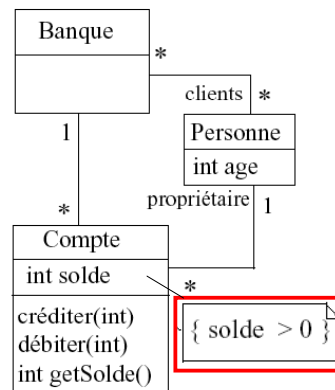 Banque
*
clients *
1
Personne
int age
propriétaire 1
*
Compte
int solde
*
créditer(int)
débiter(int)
int getSolde()
{ solde > 0 }